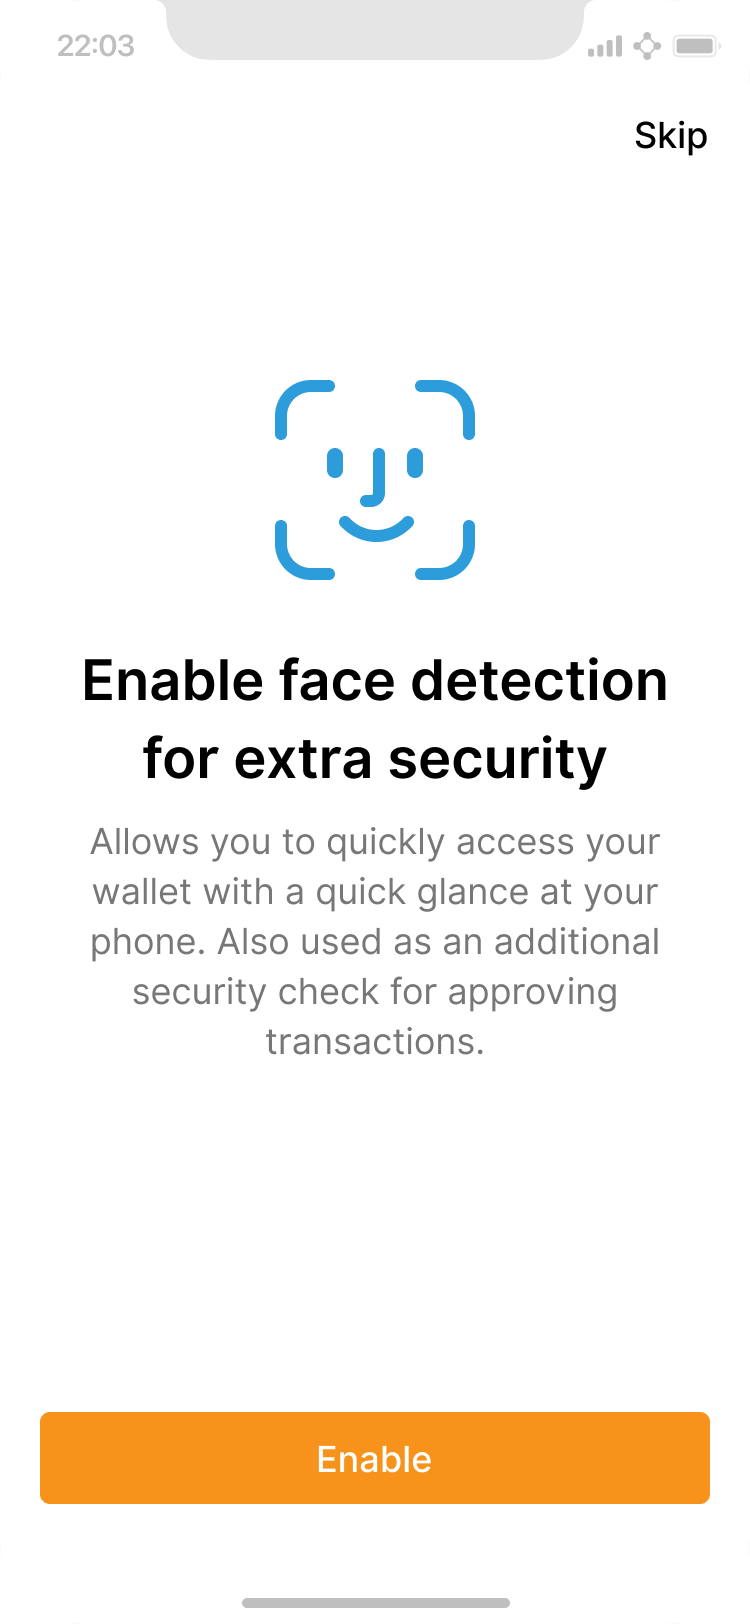 22:03
Skip
Enable face detection
for extra security
Allows you to quickly access your
wallet with a quick glance at your
phone. Also used as an additional
security check for approving
transactions.
Enable